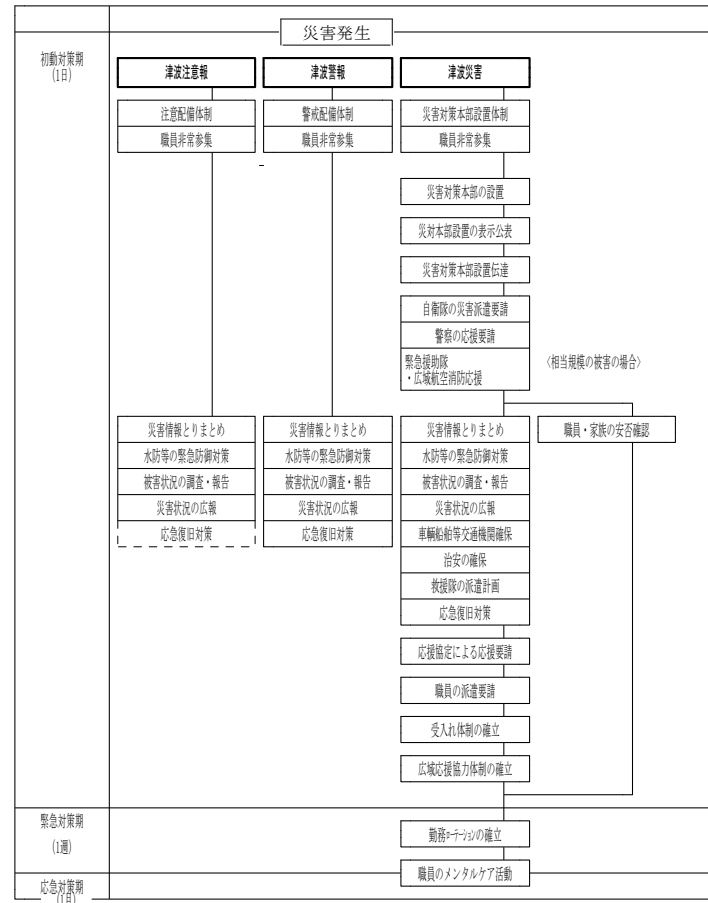 災害発生
初動対策期
(1日)
津波注意報
津波警報
津波災害
注意配備体制
警戒配備体制
災害対策本部設置体制
職員非常参集
職員非常参集
職員非常参集
災害対策本部の設置
災対本部設置の表示公表
災害対策本部設置伝達
自衛隊の災害派遣要請
警察の応援要請
緊急援助隊
・広域航空消防応援
〈相当規模の被害の場合〉
災害情報とりまとめ
災害情報とりまとめ
災害情報とりまとめ
職員・家族の安否確認
水防等の緊急防御対策
水防等の緊急防御対策
水防等の緊急防御対策
被害状況の調査・報告
被害状況の調査・報告
被害状況の調査・報告
災害状況の広報
災害状況の広報
災害状況の広報
応急復旧対策
応急復旧対策
車輌船舶等交通機関確保
治安の確保
救援隊の派遣計画
応急復旧対策
応援協定による応援要請
職員の派遣要請
受入れ体制の確立
広域応援協力体制の確立
緊急対策期
(1週)
勤務ローテーションの確立
職員のメンタルケア活動
応急対策期
(1月)